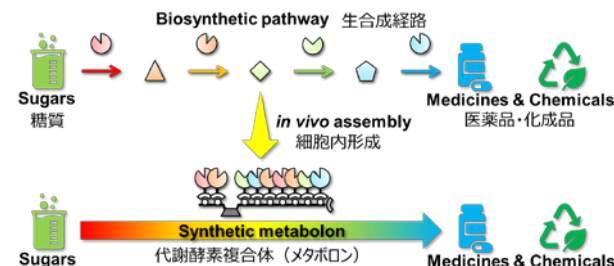 Biosynthetic pathway 生合成経路
Sugars
糖質
Medicines & Chemicals
医薬品・化成品
in vivo assembly
細胞内形成
Synthetic metabolon
代謝酵素複合体（メタボロン）
Sugars
Medicines & Chemicals